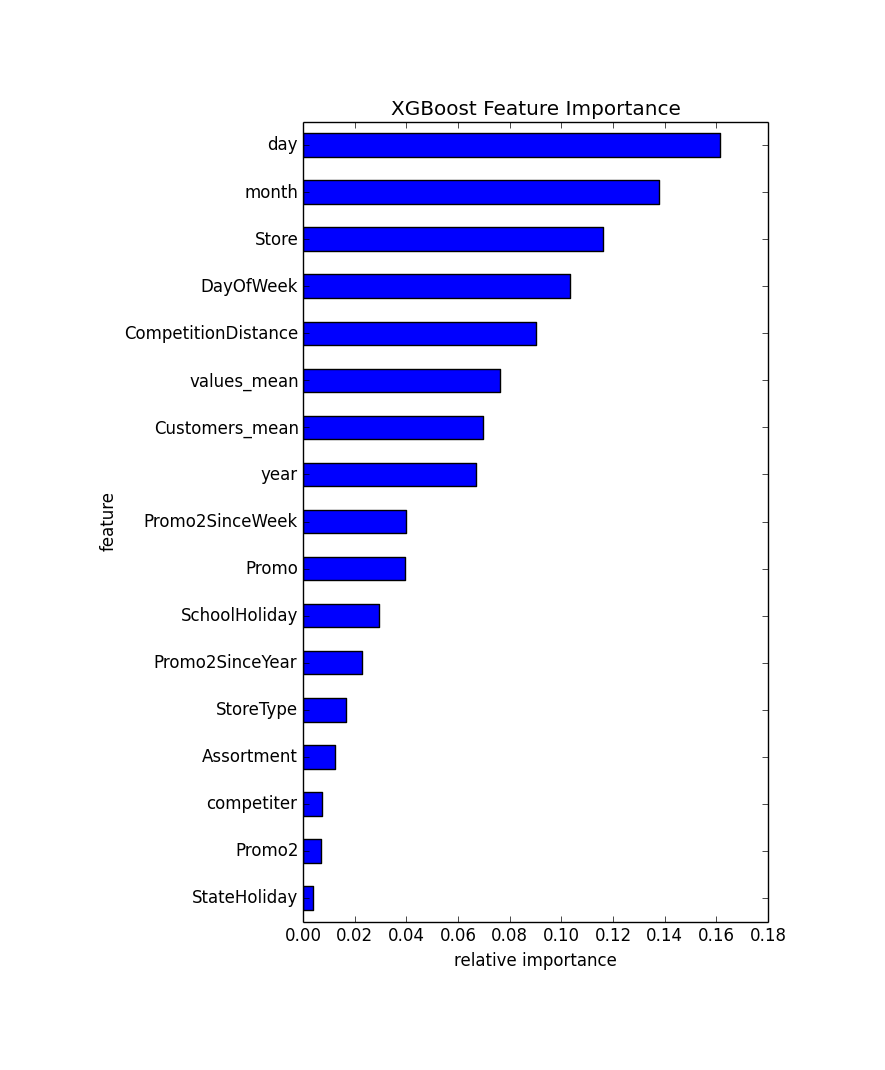 XGBoost Feature Importance
day
month
Store
DayOfWeek
CompetitionDistance
values_mean
Customers_mean
year
Promo2SinceWeek
Promo
SchoolHoliday
Promo2SinceYear
StoreType
Assortment
competiter
Promo2
StateHoliday
feature
0.00 0.02 0.04 0.06 0.08 0.10 0.12 0.14 0.16 0.18
relative importance